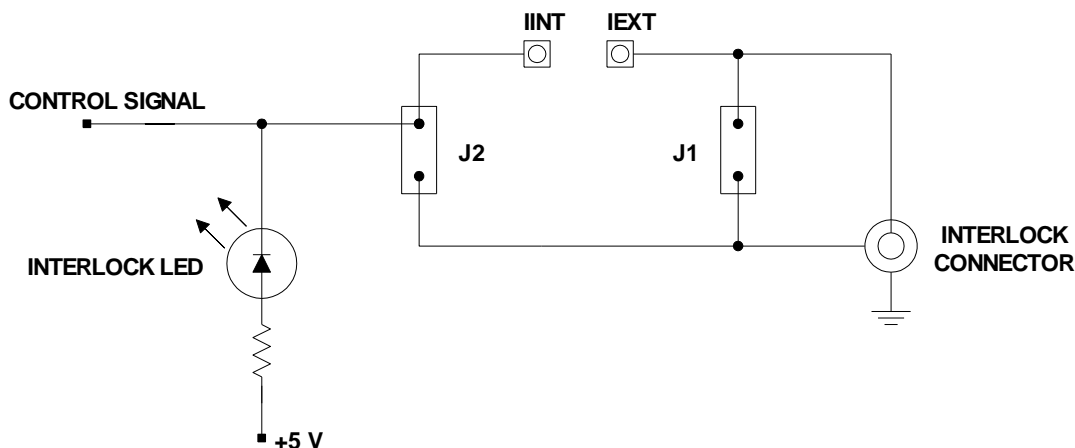 IINT
IEXT
CONTROL SIGNAL
J2
J1
INTERLOCK LED
INTERLOCK
CONNECTOR
+5 V